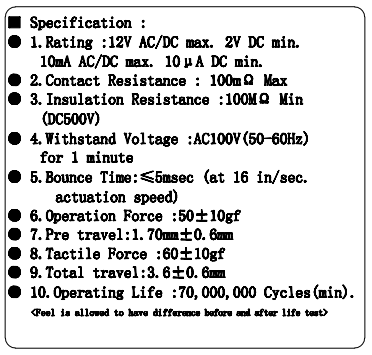 ■ Specification :
● 1. Rating :12V AC/DC max. 2V DC min.
10mA AC/DC max. 10μA DC min.
● 2. Contact Resistance : 100mΩ Max
● 3. Insulation Resistance :100MΩ Min
(DC500V)
● 4. Withstand Voltage :AC100V(50-60Hz)
for 1 minute
● 5. Bounce Time:≤5msec (at 16 in/sec.
actuation speed)
● 6. Operation Force :50±10gf
● 7. Pre travel:1.70mm±0.6mm
● 8. Tactile Force :60±10gf
● 9. Total travel:3.6±0.6mm
● 10. Operating Life :70,000,000 Cycles(min).
<Feel is allowed to have difference before and after life test>